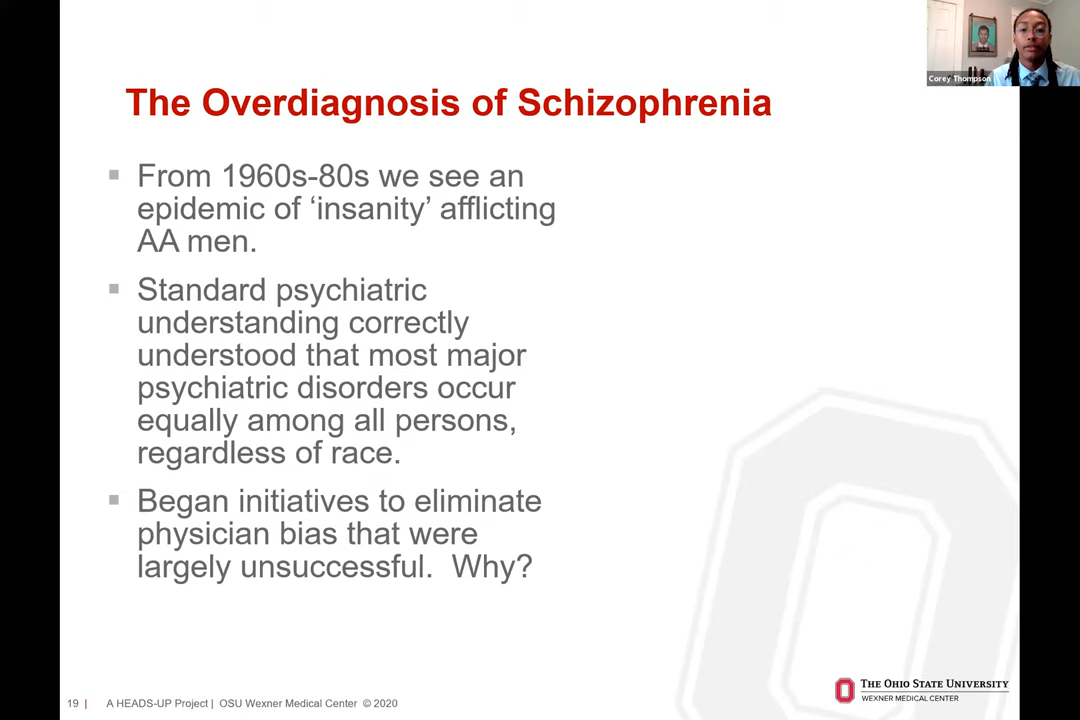 Corey Thompson
The Overdiagnosis of Schizophrenia
▪ From 1960s-80s we see an
epidemic of ‘insanity’ afflicting
AA men.
▪ Standard psychiatric
understanding correctly
understood that most major
psychiatric disorders occur
equally among all persons,
regardless of race.
▪ Began initiatives to eliminate
physician bias that were
largely unsuccessful.  Why?
19 | A HEADS-UP Project | OSU Wexner Medical Center © 2020
THE OHIO STATE UNIVERSITY
WEXNER MEDICAL CENTER